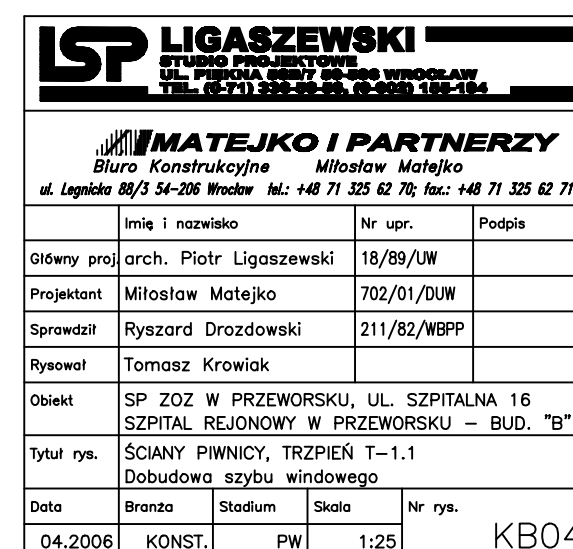 LSP LIGASZEWSKI
STUDIO PROJEKTOWE
WROCŁAW
MATEJKO I PARTNERZY
Biuro Konstrukcyjne Miłosław Matejko
ul. Legnicka 88/3 54-206 Wrocław tel.: +48 71 325 62 70; fax.: +48 71 325 62 71
Imię i nazwisko Nr upr. Podpis
Główny proj. arch. Piotr Ligaszewski 18/89/UW
Projektant Miłosław Matejko 702/01/DUW
Sprawdził Ryszard Drozdowski 211/82/WBPP
Rysował Tomasz Krowiak
Obiekt SP ZOZ W PRZEWORSKU, UL. SZPITALNA 16
SZPITAL REJONOWY W PRZEWORSKU – BUD. "B"
Tytuł rys. ŚCIANY PIWNICY, TRZPIEŃ T–1.1
Dobudowa szybu windowego
Data Branża Stadium Skala Nr rys.
04.2006 KONST. PW 1:25 KB04